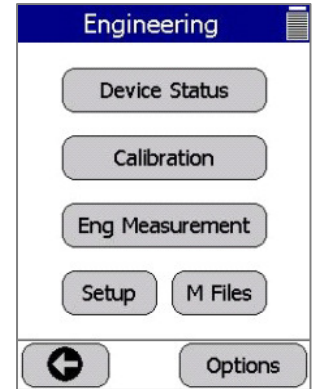 Engineering
Device Status
Calibration
Eng Measurement
Setup M Files
Options